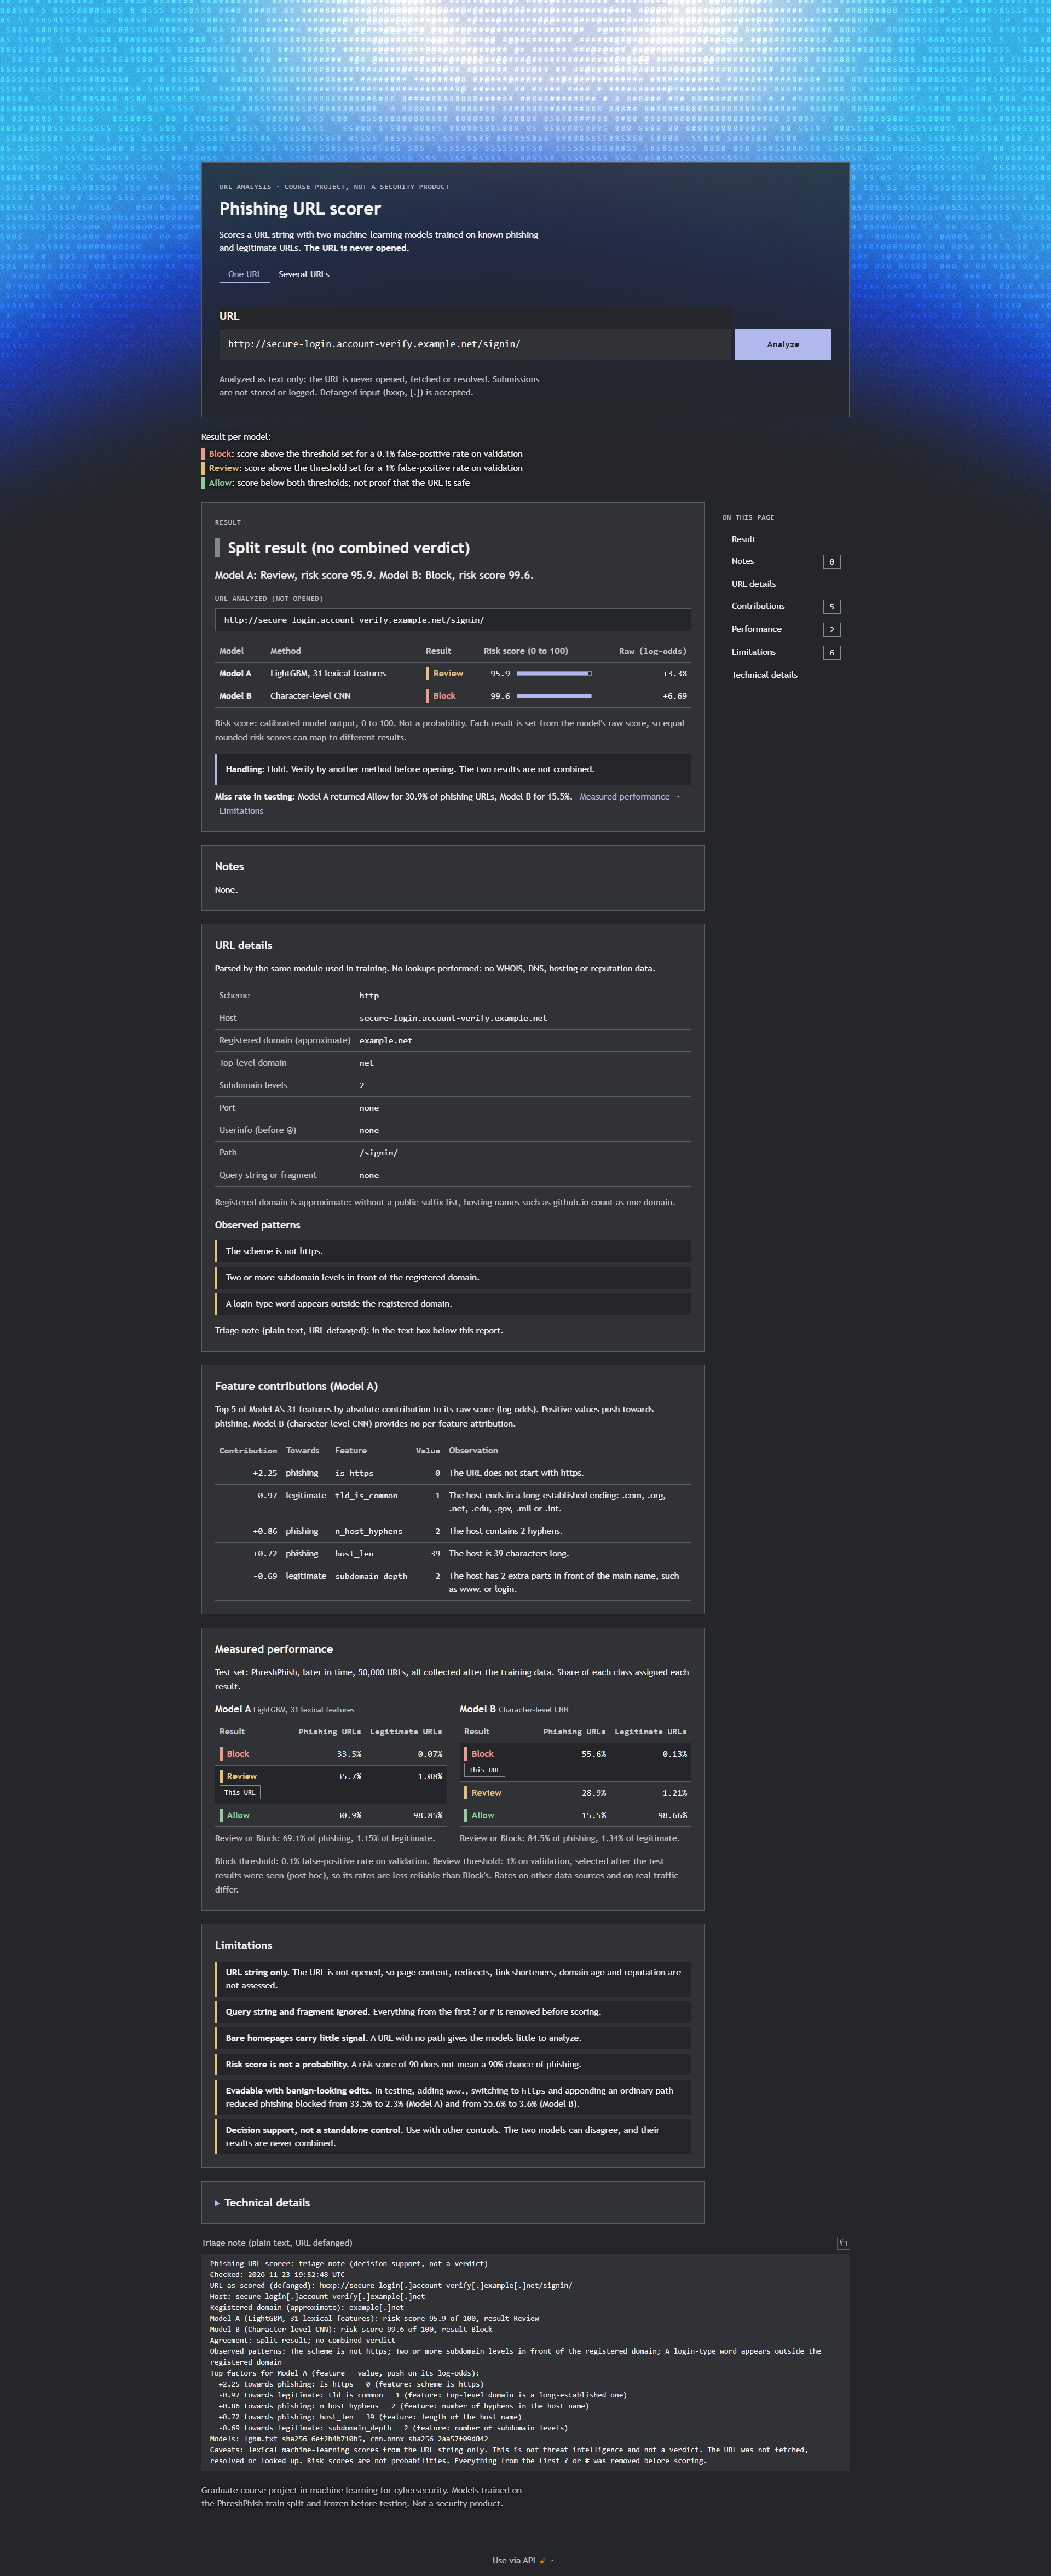 URL ANALYSIS · COURSE PROJECT, NOT A SECURITY PRODUCT
Phishing URL scorer
Scores a URL string with two machine-learning models trained on known phishing
and legitimate URLs. The URL is never opened.
One URL Several URLs
URL
http://secure-login.account-verify.example.net/signin/
Analyze
Analyzed as text only: the URL is never opened, fetched or resolved. Submissions
are not stored or logged. Defanged input (hxxp, [.]) is accepted.
Result per model:
Block: score above the threshold set for a 0.1% false-positive rate on validation
Review: score above the threshold set for a 1% false-positive rate on validation
Allow: score below both thresholds; not proof that the URL is safe
RESULT
Split result (no combined verdict)
Model A: Review, risk score 95.9. Model B: Block, risk score 99.6.
URL ANALYZED (NOT OPENED)
http://secure-login.account-verify.example.net/signin/
Model Method Result Risk score (0 to 100) Raw (log-odds)
Model A LightGBM, 31 lexical features Review 95.9 +3.38
Model B Character-level CNN Block 99.6 +6.69
Risk score: calibrated model output, 0 to 100. Not a probability. Each result is set from the model's raw score, so equal
rounded risk scores can map to different results.
Handling: Hold. Verify by another method before opening. The two results are not combined.
Miss rate in testing: Model A returned Allow for 30.9% of phishing URLs, Model B for 15.5%. Measured performance ·
Limitations
ON THIS PAGE
Result
Notes 0
URL details
Contributions 5
Performance 2
Limitations 6
Technical details
Notes
None.
URL details
Parsed by the same module used in training. No lookups performed: no WHOIS, DNS, hosting or reputation data.
Scheme http
Host secure-login.account-verify.example.net
Registered domain (approximate) example.net
Top-level domain net
Subdomain levels 2
Port none
Userinfo (before @) none
Path /signin/
Query string or fragment none
Registered domain is approximate: without a public-suffix list, hosting names such as github.io count as one domain.
Observed patterns
The scheme is not https.
Two or more subdomain levels in front of the registered domain.
A login-type word appears outside the registered domain.
Triage note (plain text, URL defanged): in the text box below this report.
Feature contributions (Model A)
Top 5 of Model A's 31 features by absolute contribution to its raw score (log-odds). Positive values push towards
phishing. Model B (character-level CNN) provides no per-feature attribution.
Contribution Towards Feature Value Observation
+2.25 phishing is_https 0 The URL does not start with https.
-0.97 legitimate tld_is_common 1 The host ends in a long-established ending: .com, .org,
.net, .edu, .gov, .mil or .int.
+0.86 phishing n_host_hyphens 2 The host contains 2 hyphens.
+0.72 phishing host_len 39 The host is 39 characters long.
-0.69 legitimate subdomain_depth 2 The host has 2 extra parts in front of the main name, such
as www. or login.
Measured performance
Test set: PhreshPhish, later in time, 50,000 URLs, all collected after the training data. Share of each class assigned each
result.
Model A LightGBM, 31 lexical features
Result Phishing URLs Legitimate URLs
Block 33.5% 0.07%
Review 35.7% 1.08%
This URL
Allow 30.9% 98.85%
Review or Block: 69.1% of phishing, 1.15% of legitimate.
Model B Character-level CNN
Result Phishing URLs Legitimate URLs
Block 55.6% 0.13%
This URL
Review 28.9% 1.21%
Allow 15.5% 98.66%
Review or Block: 84.5% of phishing, 1.34% of legitimate.
Block threshold: 0.1% false-positive rate on validation. Review threshold: 1% on validation, selected after the test
results were seen (post hoc), so its rates are less reliable than Block's. Rates on other data sources and on real traffic
differ.
Limitations
URL string only. The URL is not opened, so page content, redirects, link shorteners, domain age and reputation are
not assessed.
Query string and fragment ignored. Everything from the first ? or # is removed before scoring.
Bare homepages carry little signal. A URL with no path gives the models little to analyze.
Risk score is not a probability. A risk score of 90 does not mean a 90% chance of phishing.
Evadable with benign-looking edits. In testing, adding www., switching to https and appending an ordinary path
reduced phishing blocked from 33.5% to 2.3% (Model A) and from 55.6% to 3.6% (Model B).
Decision support, not a standalone control. Use with other controls. The two models can disagree, and their
results are never combined.
Technical details
Triage note (plain text, URL defanged)
Phishing URL scorer: triage note (decision support, not a verdict)
Checked: 2026-11-23 19:52:48 UTC
URL as scored (defanged): hxxp://secure-login[.]account-verify[.]example[.]net/signin/
Host: secure-login[.]account-verify[.]example[.]net
Registered domain (approximate): example[.]net
Model A (LightGBM, 31 lexical features): risk score 95.9 of 100, result Review
Model B (Character-level CNN): risk score 99.6 of 100, result Block
Agreement: split result; no combined verdict
Observed patterns: The scheme is not https; Two or more subdomain levels in front of the registered domain; A login-type word appears outside the
registered domain
Top factors for Model A (feature = value, push on its log-odds):
+2.25 towards phishing: is_https = 0 (feature: scheme is https)
-0.97 towards legitimate: tld_is_common = 1 (feature: top-level domain is a long-established one)
+0.86 towards phishing: n_host_hyphens = 2 (feature: number of hyphens in the host name)
+0.72 towards phishing: host_len = 39 (feature: length of the host name)
-0.69 towards legitimate: subdomain_depth = 2 (feature: number of subdomain levels)
Models: lgbm.txt sha256 6ef2b4b710b5, cnn.onnx sha256 2aa57f09d042
Caveats: lexical machine-learning scores from the URL string only. This is not threat intelligence and not a verdict. The URL was not fetched,
resolved or looked up. Risk scores are not probabilities. Everything from the first ? or # was removed before scoring.
Graduate course project in machine learning for cybersecurity. Models trained on
the PhreshPhish train split and frozen before testing. Not a security product.
Use via API ·